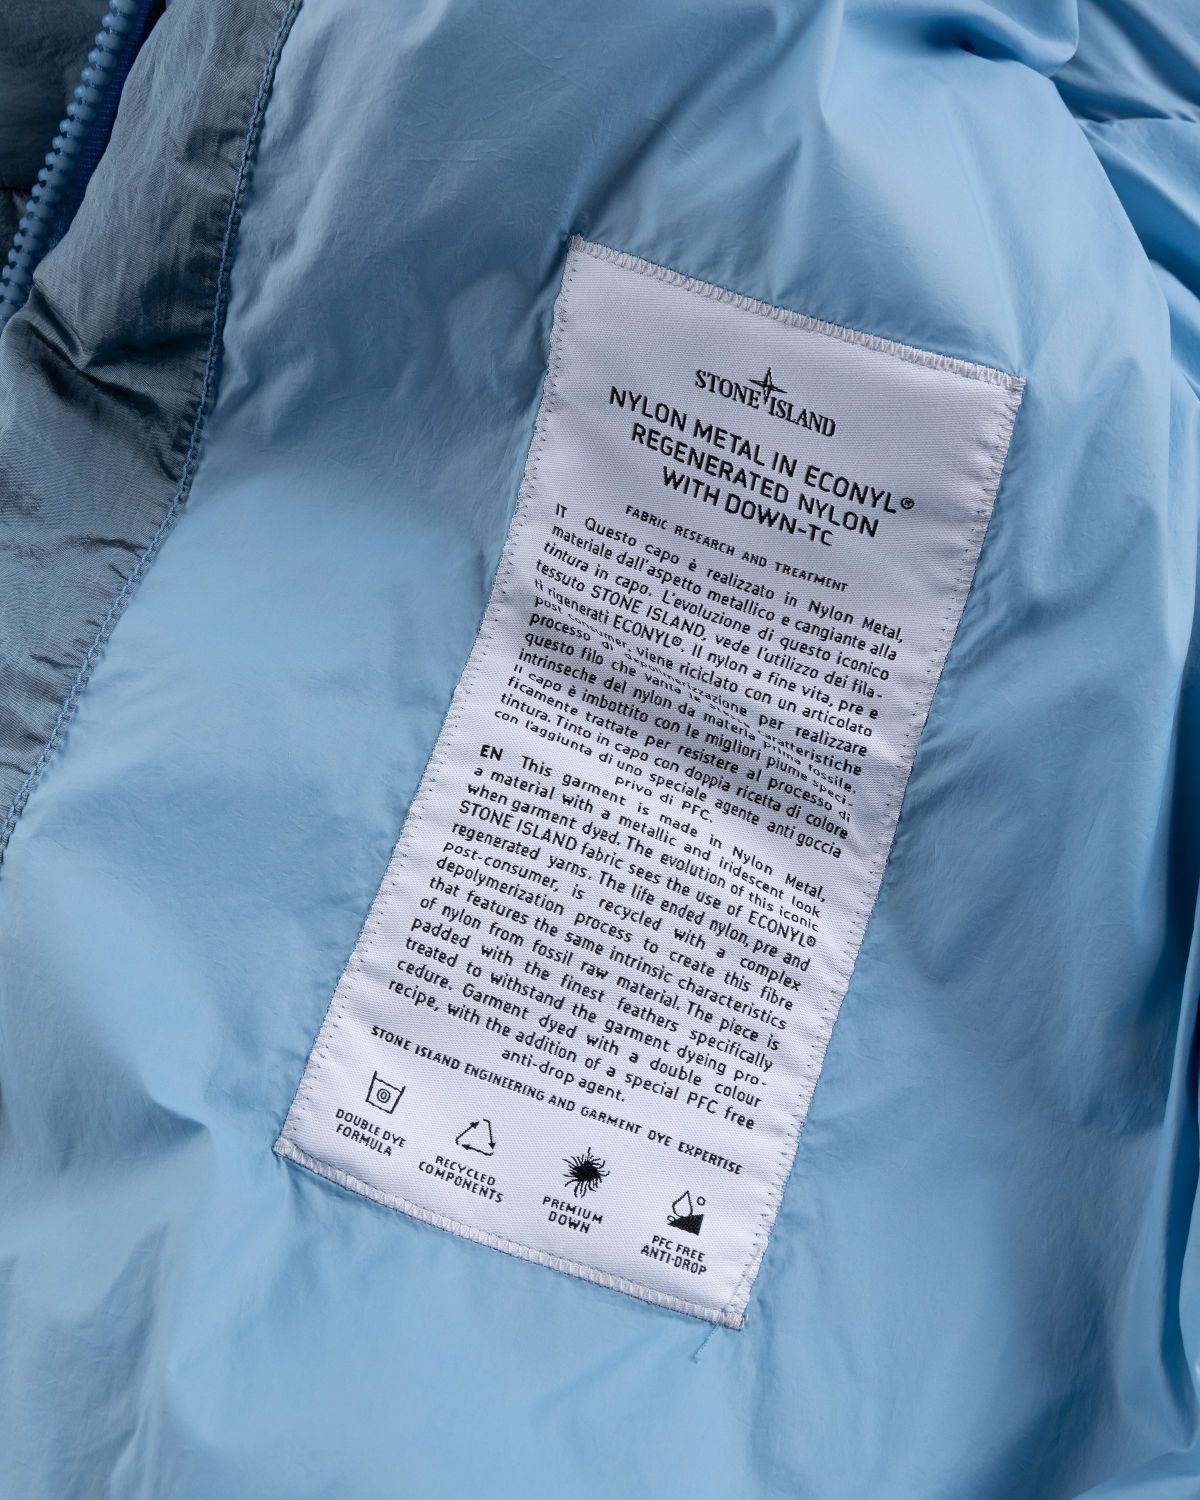 STONE ISLAND
NYLON METAL IN ECONYL®
REGENERATED NYLON
WITH DOWN-TC
FABRIC RESEARCH AND TREATMENT
IT Questo capo è realizzato in Nylon Metal,
materiale dall'aspetto metallico e cangiante alla
tintura in capo. L'evoluzione di questo iconico
tessuto STONE ISLAND, vede l'utilizzo dei fila-
ti rigenerati ECONYL®. Il nylon a fine vita, pre e
post consumer, viene riciclato con un articolato
processo di depolimerizzazione per realizzare
questo filo che vanta le stesse caratteristiche
intrinseche del nylon da materia prima fossile.
Il capo è imbottito con le migliori piume speci-
ficamente trattate per resistere al processo di
tintura. Tinto in capo con doppia ricetta di colore
con l'aggiunta di uno speciale agente anti goccia
privo di PFC.
EN This garment is made in Nylon Metal,
a material with a metallic and iridescent look
when garment dyed. The evolution of this iconic
STONE ISLAND fabric sees the use of ECONYL®
regenerated yarns. The life ended nylon, pre and
post-consumer, is recycled with a complex
depolymerization process to create this fibre
that features the same intrinsic characteristics
of nylon from fossil raw material. The piece is
padded with the finest feathers specifically
treated to withstand the garment dyeing pro-
cedure. Garment dyed with a double colour
recipe, with the addition of a special PFC free
anti-drop agent.
STONE ISLAND ENGINEERING AND GARMENT DYE EXPERTISE
DOUBLE DYE
FORMULA
RECYCLED
COMPONENTS
PREMIUM
DOWN
PFC FREE
ANTI-DROP